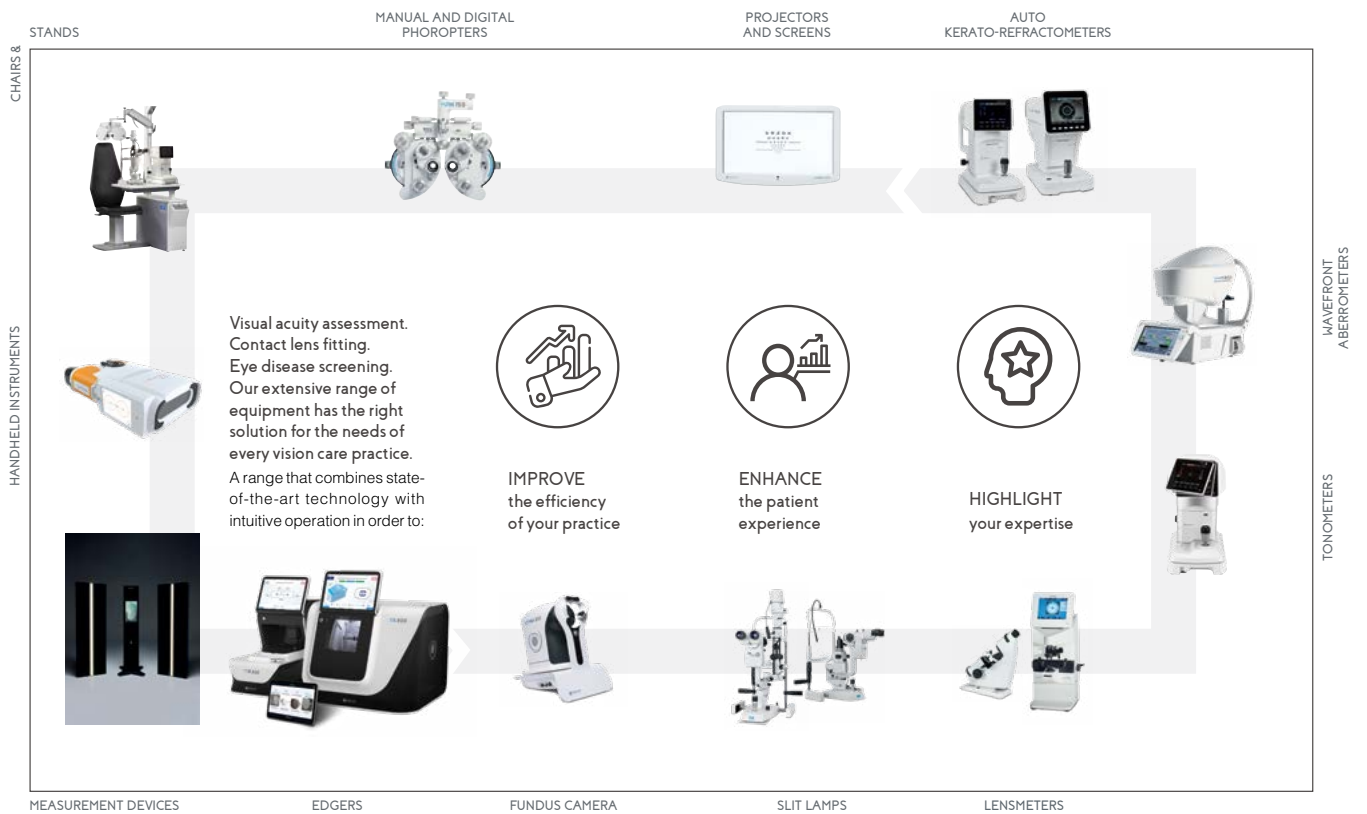 CHAIRS &
STANDS
MANUAL AND DIGITAL
PHOROPTERS
PROJECTORS
AND SCREENS
AUTO
KERATO-REFRACTOMETERS
WAVEFRONT
ABERROMETERS
HANDHELD INSTRUMENTS
Visual acuity assessment.
Contact lens fitting.
Eye disease screening.
Our extensive range of
equipment has the right
solution for the needs of
every vision care practice.
A range that combines state-
of-the-art technology with
intuitive operation in order to:
IMPROVE
the efficiency
of your practice
ENHANCE
the patient
experience
HIGHLIGHT
your expertise
TONOMETERS
MEASUREMENT DEVICES
EDGERS
FUNDUS CAMERA
SLIT LAMPS
LENSMETERS